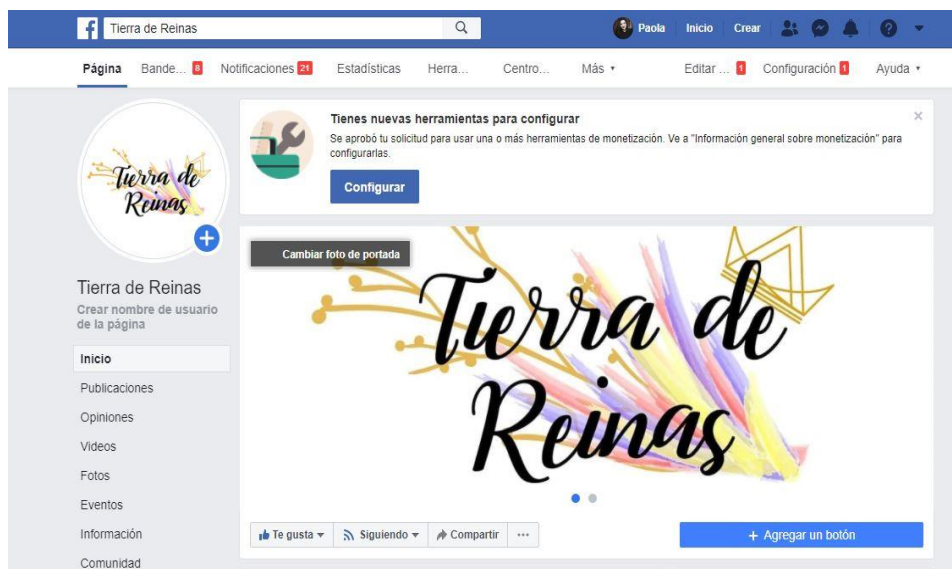 Tierra de Reinas
Paola Inicio Crear
Página Bande... 8 Notificaciones 21 Estadísticas Herra... Centro... Más Editar ... 1 Configuración 1 Ayuda
Tienes nuevas herramientas para configurar
Se aprobó tu solicitud para usar una o más herramientas de monetización. Ve a "Información general sobre monetización" para
configurarlas.
Configurar
Tierra de
Reinas
Cambiar foto de portada
Tierra de
Reinas
Tierra de Reinas
Crear nombre de usuario
de la página
Inicio
Publicaciones
Opiniones
Videos
Fotos
Eventos
Información
Comunidad
Te gusta Siguiendo Compartir ...
+ Agregar un botón